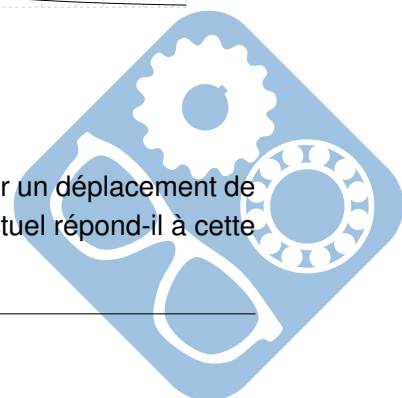 r un déplacement de
tuel répond-il à cette